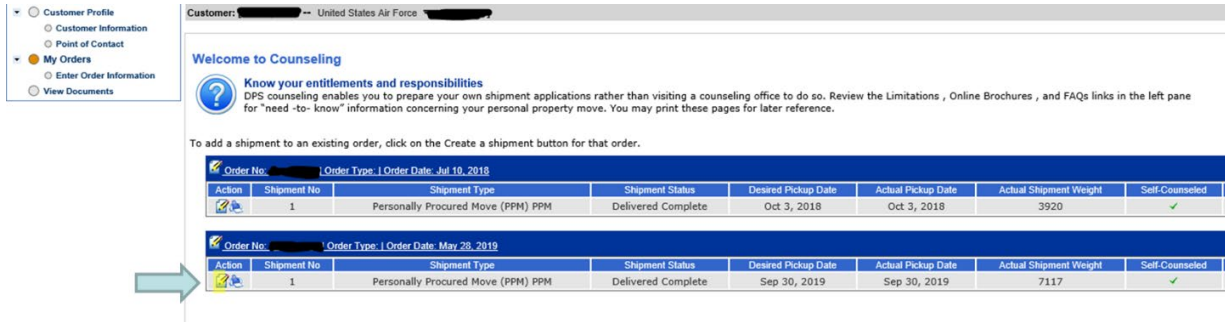 Customer Profile
Customer Information
Point of Contact
My Orders
Enter Order Information
View Documents
Customer: -- United States Air Force
Welcome to Counseling
Know your entitlements and responsibilities
DPS counseling enables you to prepare your own shipment applications rather than visiting a counseling office to do so. Review the Limitations , Online Brochures , and FAQs links in the left pane
for "need -to- know" information concerning your personal property move. You may print these pages for later reference.
To add a shipment to an existing order, click on the Create a shipment button for that order.
Order No: | Order Type: | Order Date: Jul 10, 2018
Action Shipment No Shipment Type Shipment Status Desired Pickup Date Actual Pickup Date Actual Shipment Weight Self-Counseled
1 Personally Procured Move (PPM) PPM Delivered Complete Oct 3, 2018 Oct 3, 2018 3920 ✓
Order No: | Order Type: | Order Date: May 28, 2019
Action Shipment No Shipment Type Shipment Status Desired Pickup Date Actual Pickup Date Actual Shipment Weight Self-Counseled
1 Personally Procured Move (PPM) PPM Delivered Complete Sep 30, 2019 Sep 30, 2019 7117 ✓